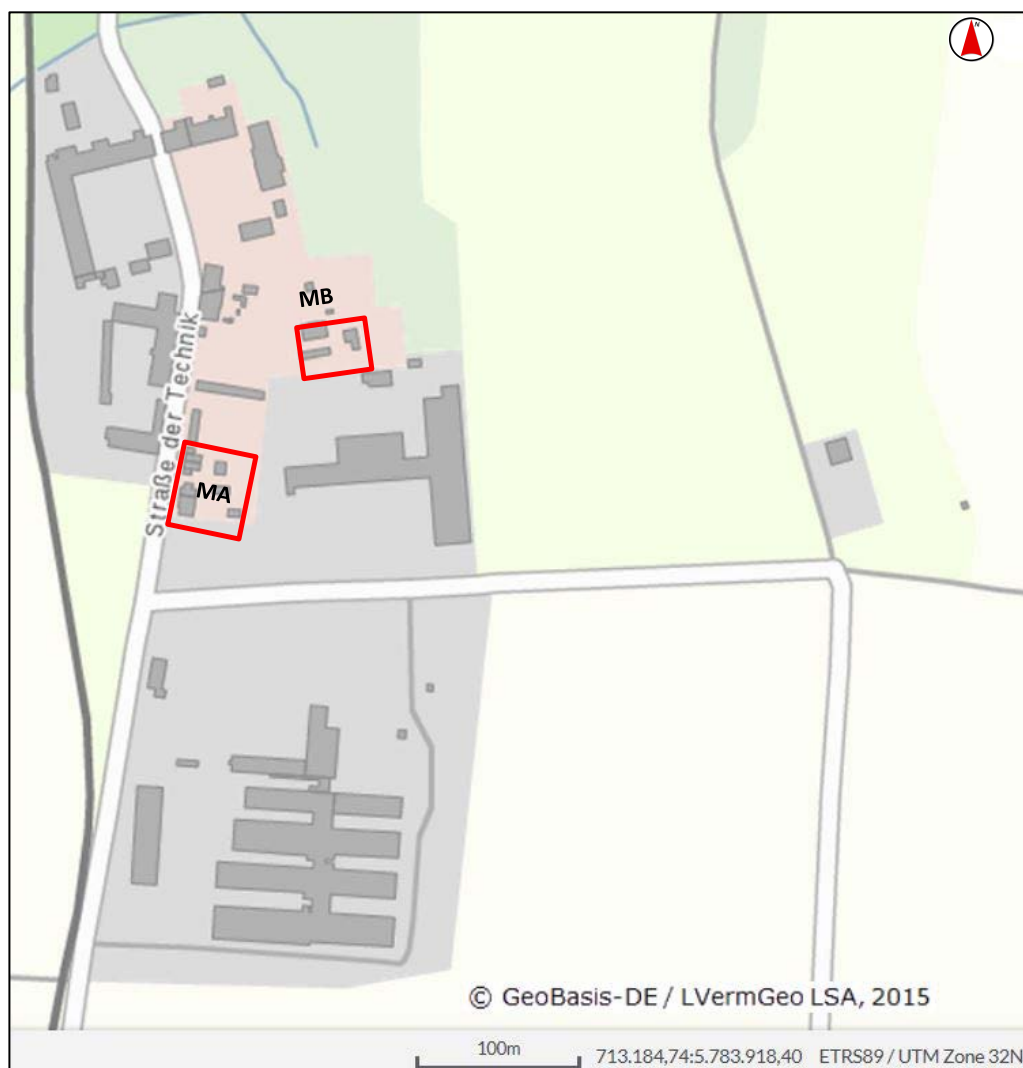 N
MB
Straße der Technik
MA
© GeoBasis-DE / LVermGeo LSA, 2015
100m
713.184,74:5.783.918,40 ETRS89 / UTM Zone 32N